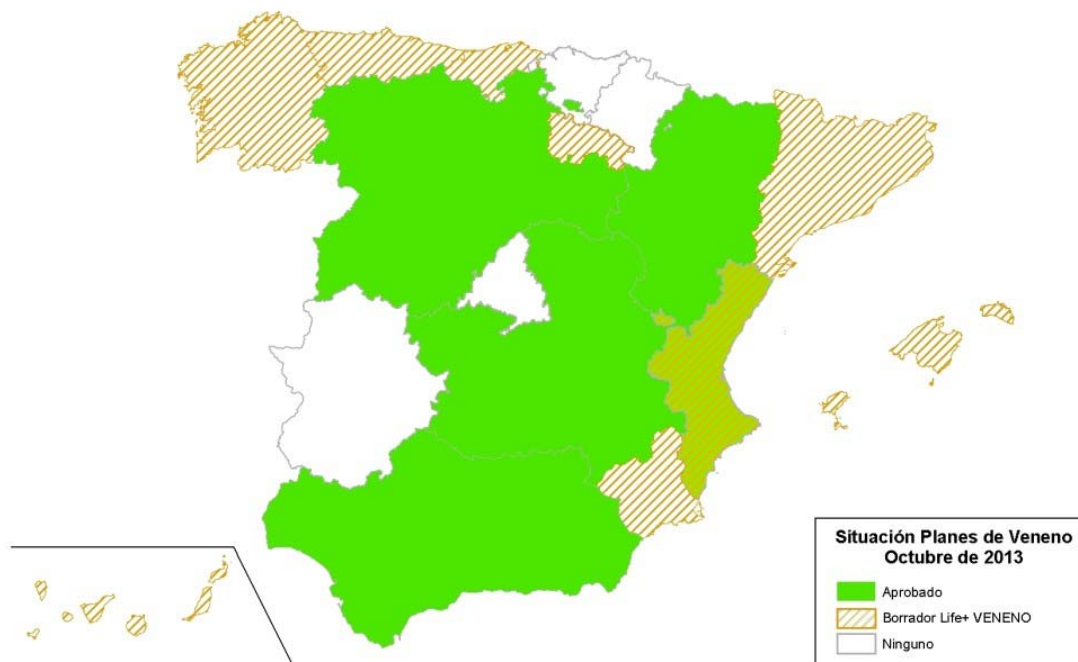 Situación Planes de Veneno
Octubre de 2013
Aprobado
Borrador Life+ VENENO
Ninguno